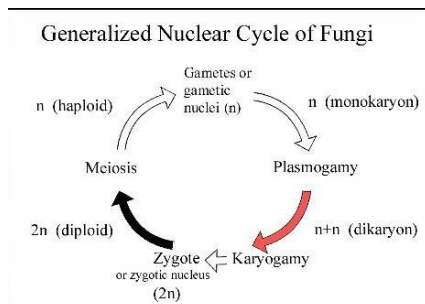 Generalized Nuclear Cycle of Fungi
Gametes or
gametic
nuclei (n)
n (haploid)
n (monokaryon)
Meiosis
Plasmogamy
2n (diploid)
n+n (dikaryon)
Zygote
or zygotic nucleus
(2n)
Karyogamy